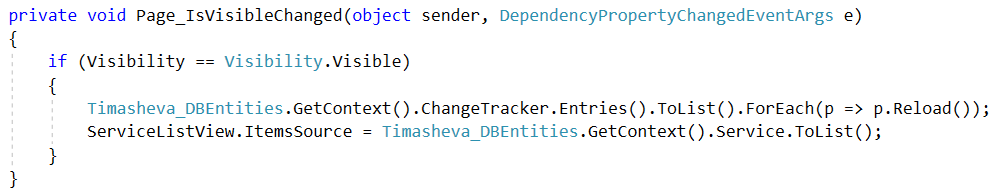 private void Page_IsVisibleChanged(object sender, DependencyPropertyChangedEventArgs e)
{
    if (Visibility == Visibility.Visible)
    {
        Timasheva_DBEntities.GetContext().ChangeTracker.Entries().ToList().ForEach(p => p.Reload());
        ServiceListView.ItemsSource = Timasheva_DBEntities.GetContext().Service.ToList();
    }
}